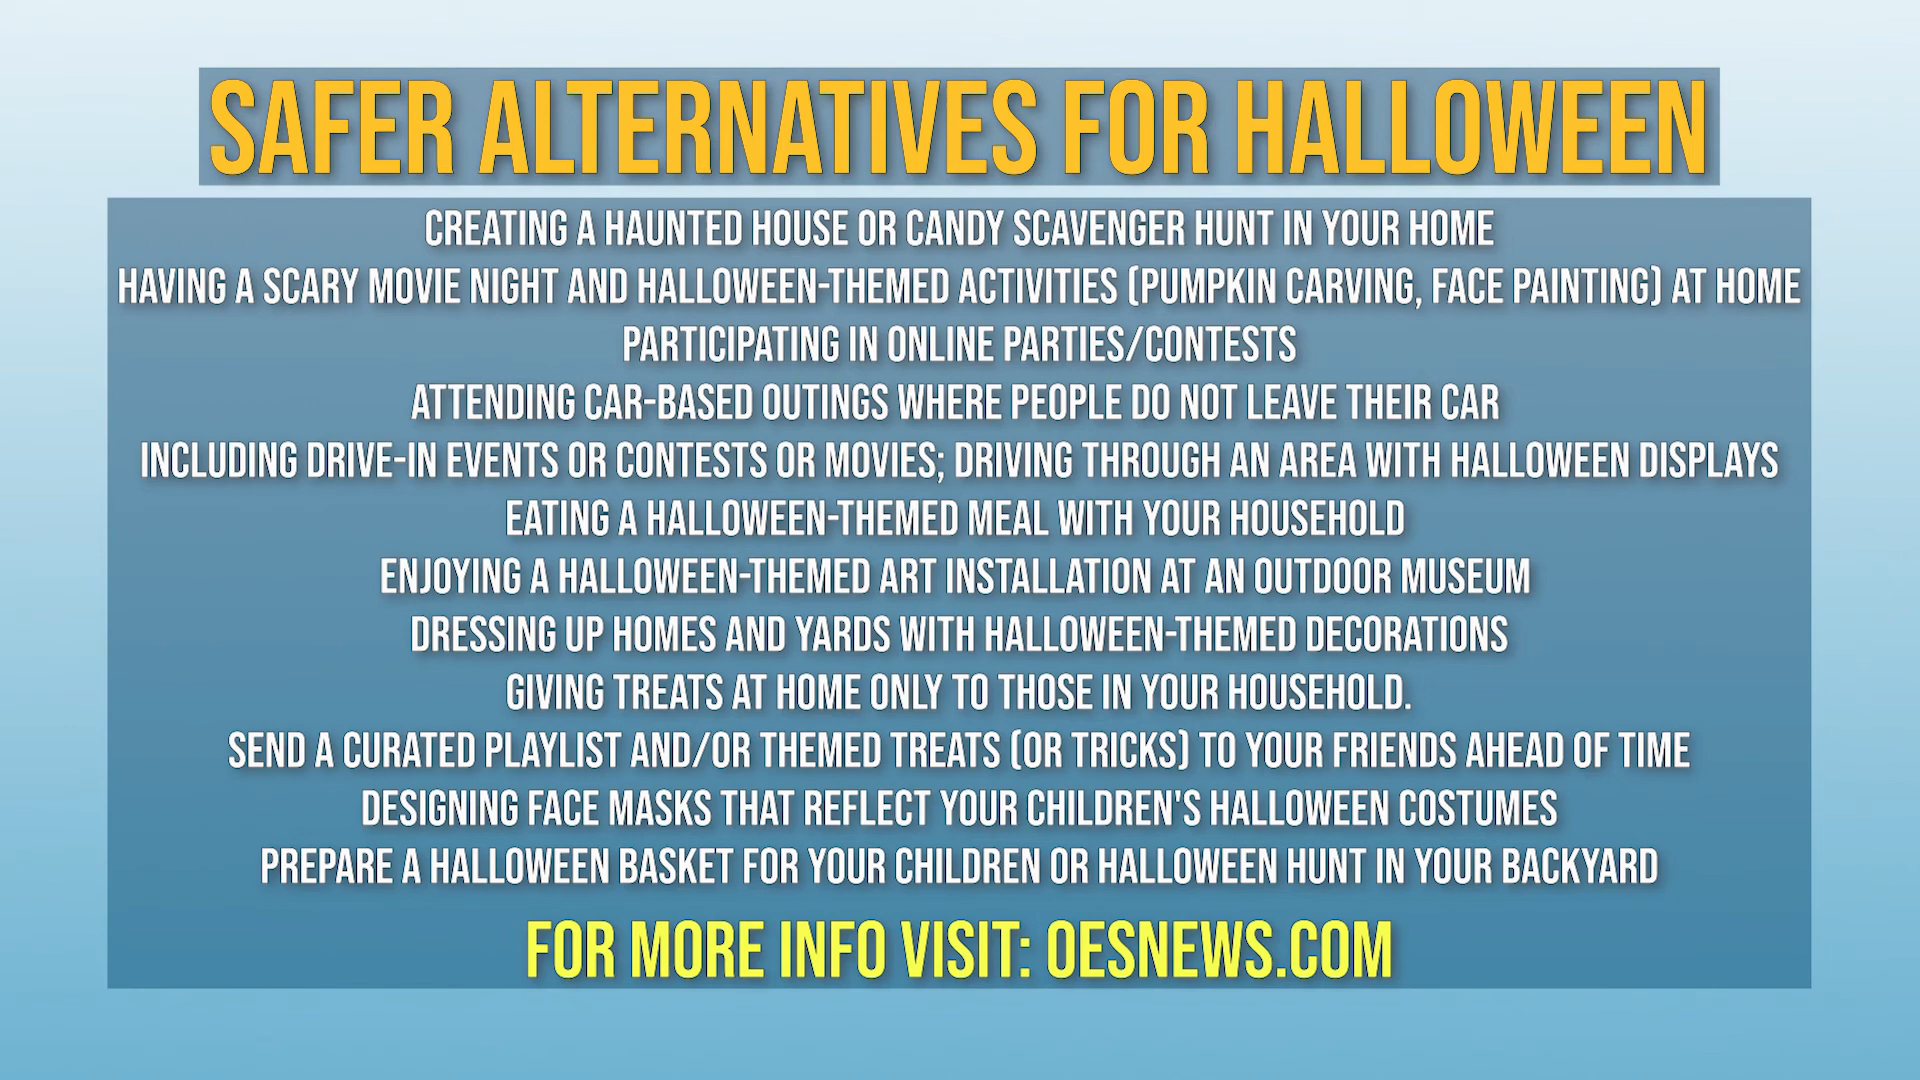 SAFER ALTERNATIVES FOR HALLOWEEN
CREATING A HAUNTED HOUSE OR CANDY SCAVENGER HUNT IN YOUR HOME
HAVING A SCARY MOVIE NIGHT AND HALLOWEEN-THEMED ACTIVITIES (PUMPKIN CARVING, FACE PAINTING) AT HOME
PARTICIPATING IN ONLINE PARTIES/CONTESTS
ATTENDING CAR-BASED OUTINGS WHERE PEOPLE DO NOT LEAVE THEIR CAR
INCLUDING DRIVE-IN EVENTS OR CONTESTS OR MOVIES; DRIVING THROUGH AN AREA WITH HALLOWEEN DISPLAYS
EATING A HALLOWEEN-THEMED MEAL WITH YOUR HOUSEHOLD
ENJOYING A HALLOWEEN-THEMED ART INSTALLATION AT AN OUTDOOR MUSEUM
DRESSING UP HOMES AND YARDS WITH HALLOWEEN-THEMED DECORATIONS
GIVING TREATS AT HOME ONLY TO THOSE IN YOUR HOUSEHOLD.
SEND A CURATED PLAYLIST AND/OR THEMED TREATS (OR TRICKS) TO YOUR FRIENDS AHEAD OF TIME
DESIGNING FACE MASKS THAT REFLECT YOUR CHILDREN'S HALLOWEEN COSTUMES
PREPARE A HALLOWEEN BASKET FOR YOUR CHILDREN OR HALLOWEEN HUNT IN YOUR BACKYARD
FOR MORE INFO VISIT: OESNEWS.COM